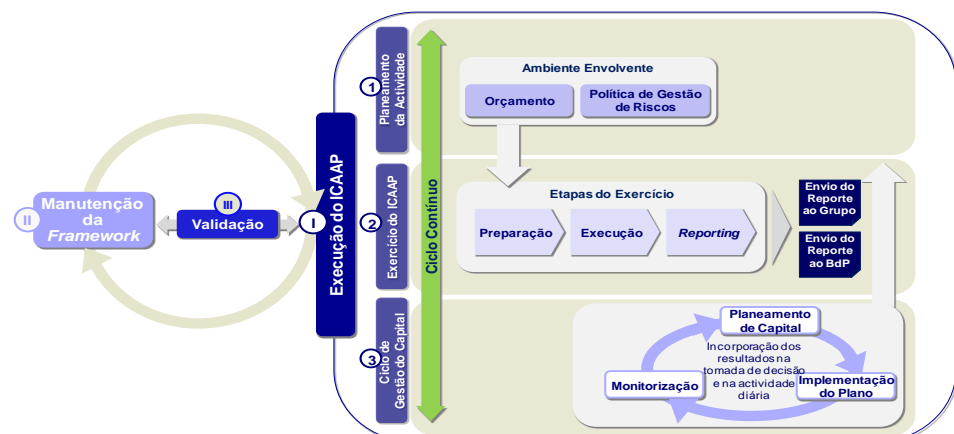 II
Manutenção
da
Framework
III
Validação
I
Execução do ICAAP
1
Planeamento
da Actividade
2
Exercício do ICAAP
3
Ciclo de
Gestão do Capital
Ciclo Contínuo
Ambiente Envolvente
Orçamento
Política de Gestão
de Riscos
Etapas do Exercício
Preparação
Execução
Reporting
Envio do
Reporte
ao Grupo
Envio do
Reporte
ao BdP
Planeamento
de Capital
Incorporação dos
resultados na
tomada de decisão
e na actividade
diária
Monitorização
Implementação
do Plano